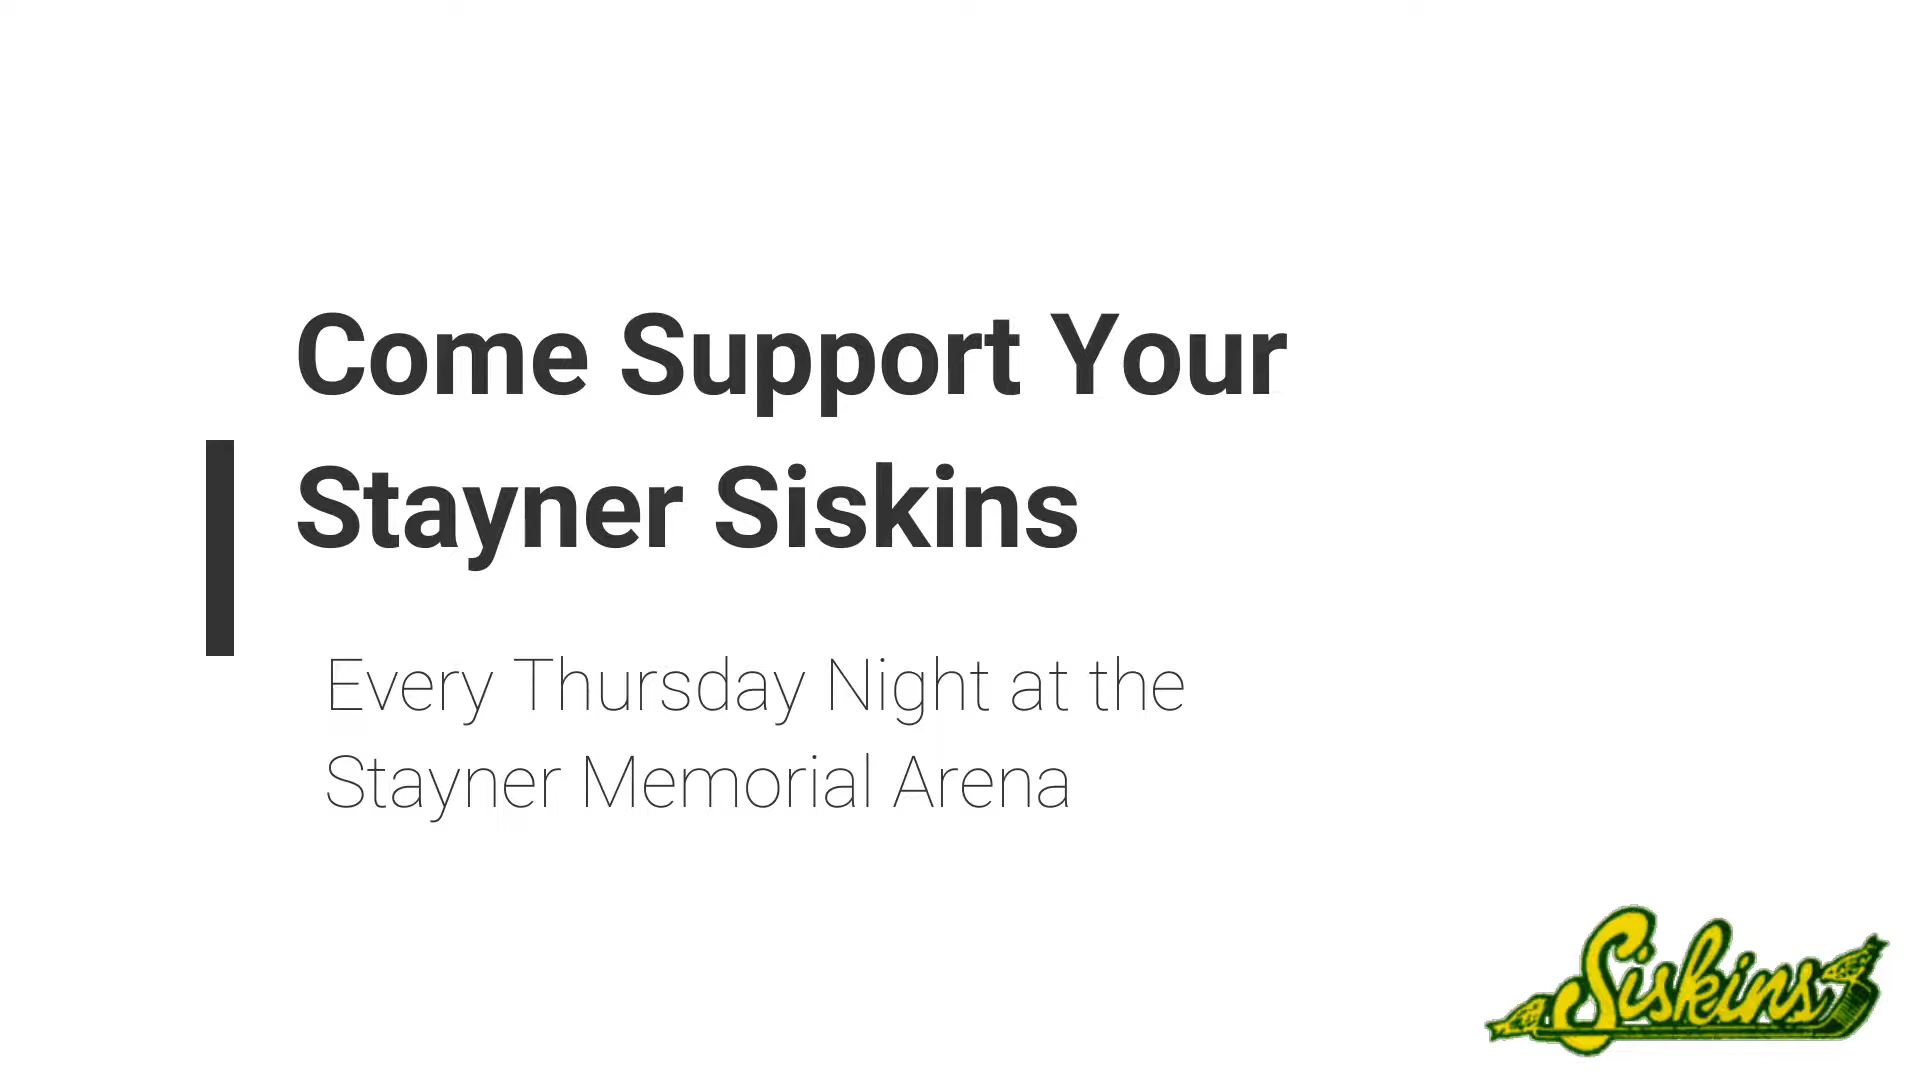 Come Support Your
Stayner Siskins
Every Thursday Night at the
Stayner Memorial Arena
Siskins